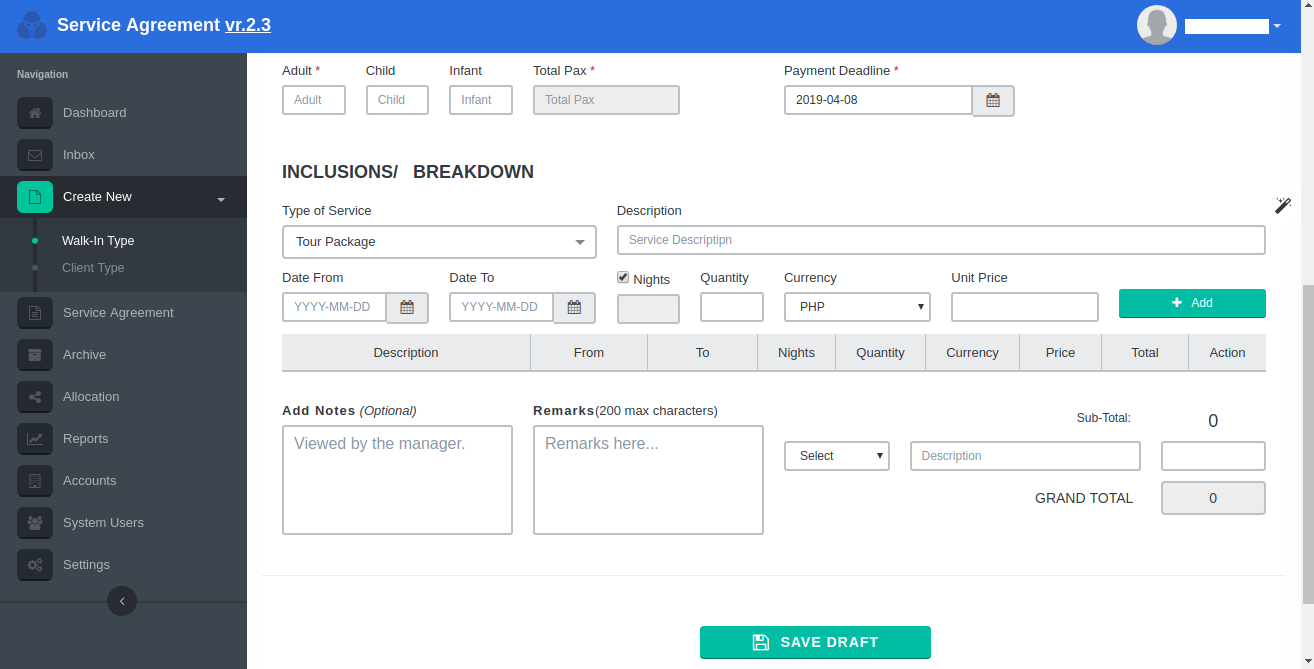 Service Agreement vr.2.3
Navigation
Dashboard
Inbox
Create New
Walk-In Type
Client Type
Service Agreement
Archive
Allocation
Reports
Accounts
System Users
Settings
Adult * Child Infant Total Pax * Payment Deadline *
Adult Child Infant Total Pax 2019-04-08
INCLUSIONS/ BREAKDOWN
Type of Service Description
Tour Package Service Descriptipn
Date From Date To Nights Quantity Currency Unit Price
YYYY-MM-DD YYYY-MM-DD PHP Add
Description From To Nights Quantity Currency Price Total Action
Add Notes (Optional) Remarks(200 max characters) Sub-Total: 0
Viewed by the manager. Remarks here... Select Description
GRAND TOTAL 0
SAVE DRAFT